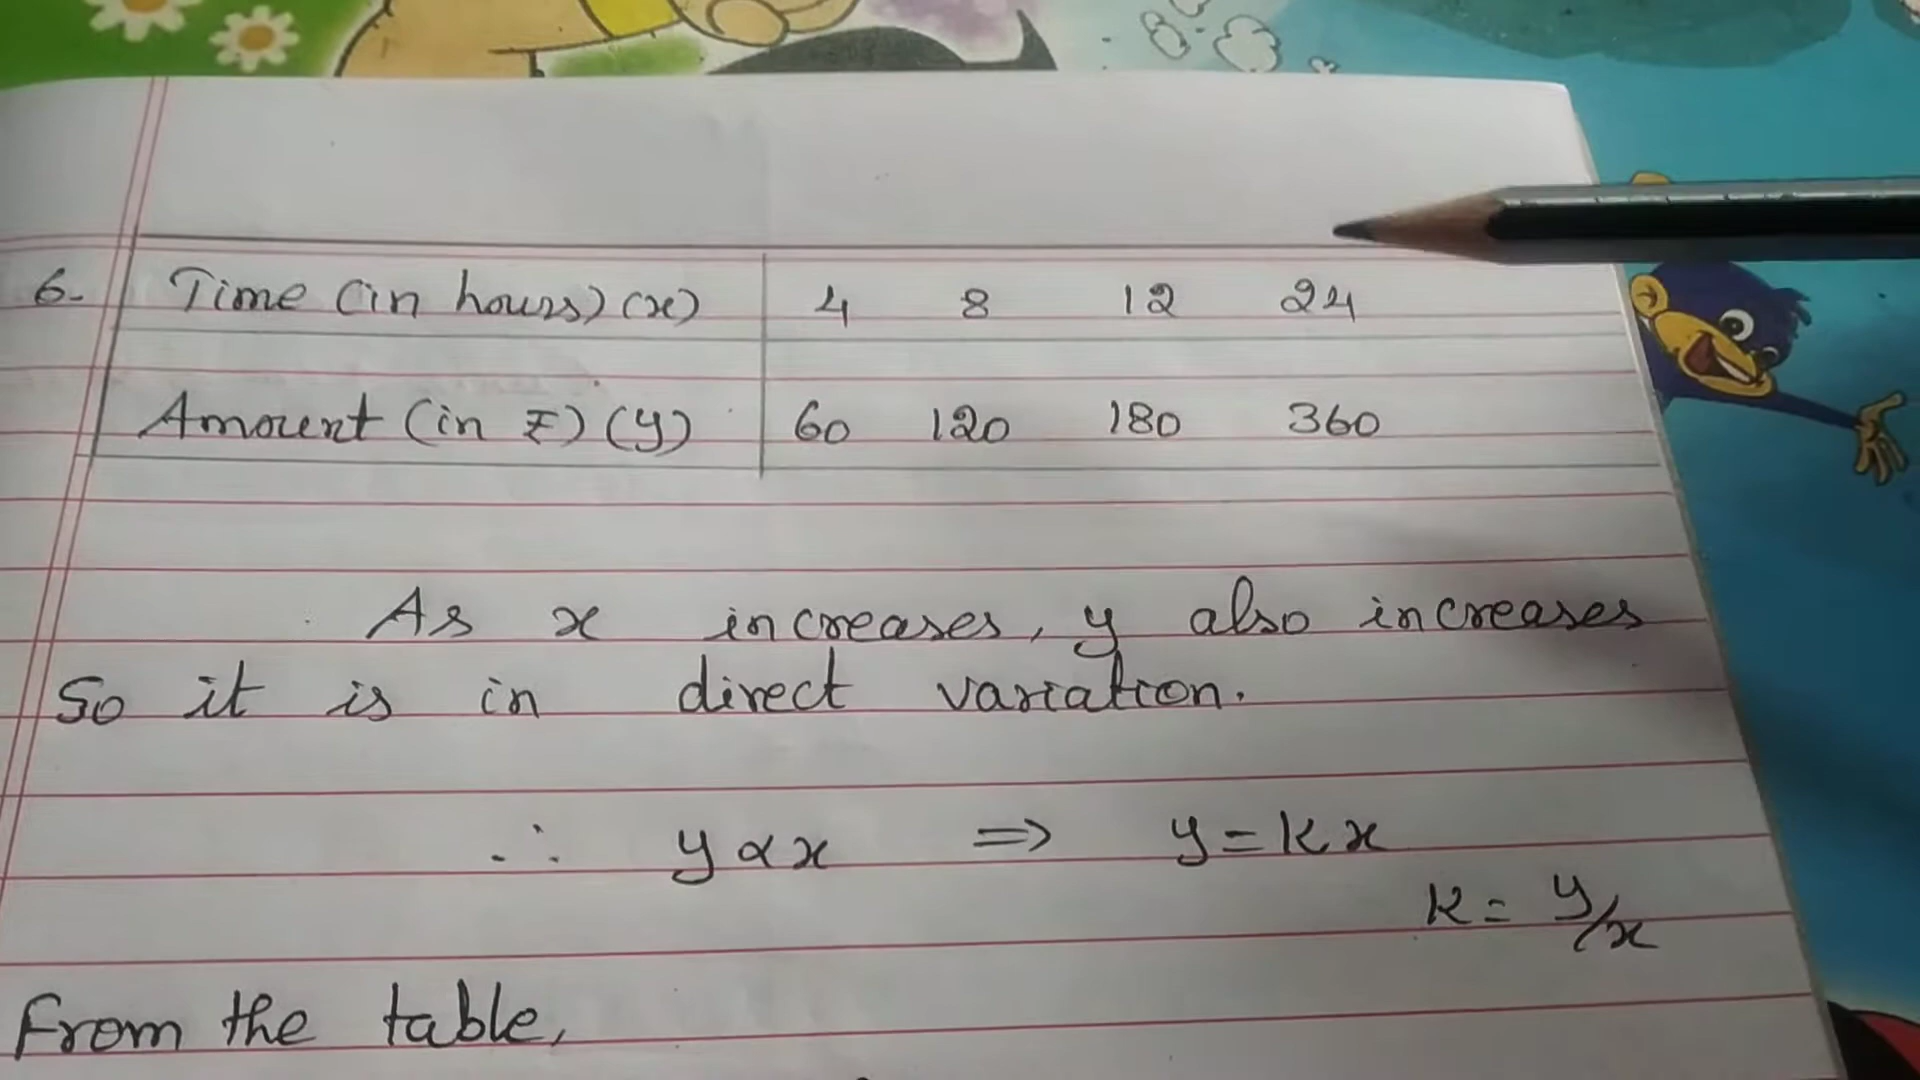 6. Time (in hours) (x) 4 8 12 24
Amount (in ₹) (y) 60 120 180 360
As x increases, y also increases
So it is in direct variation.
∴ y ∝ x ⇒ y = kx
k = y/x
From the table,